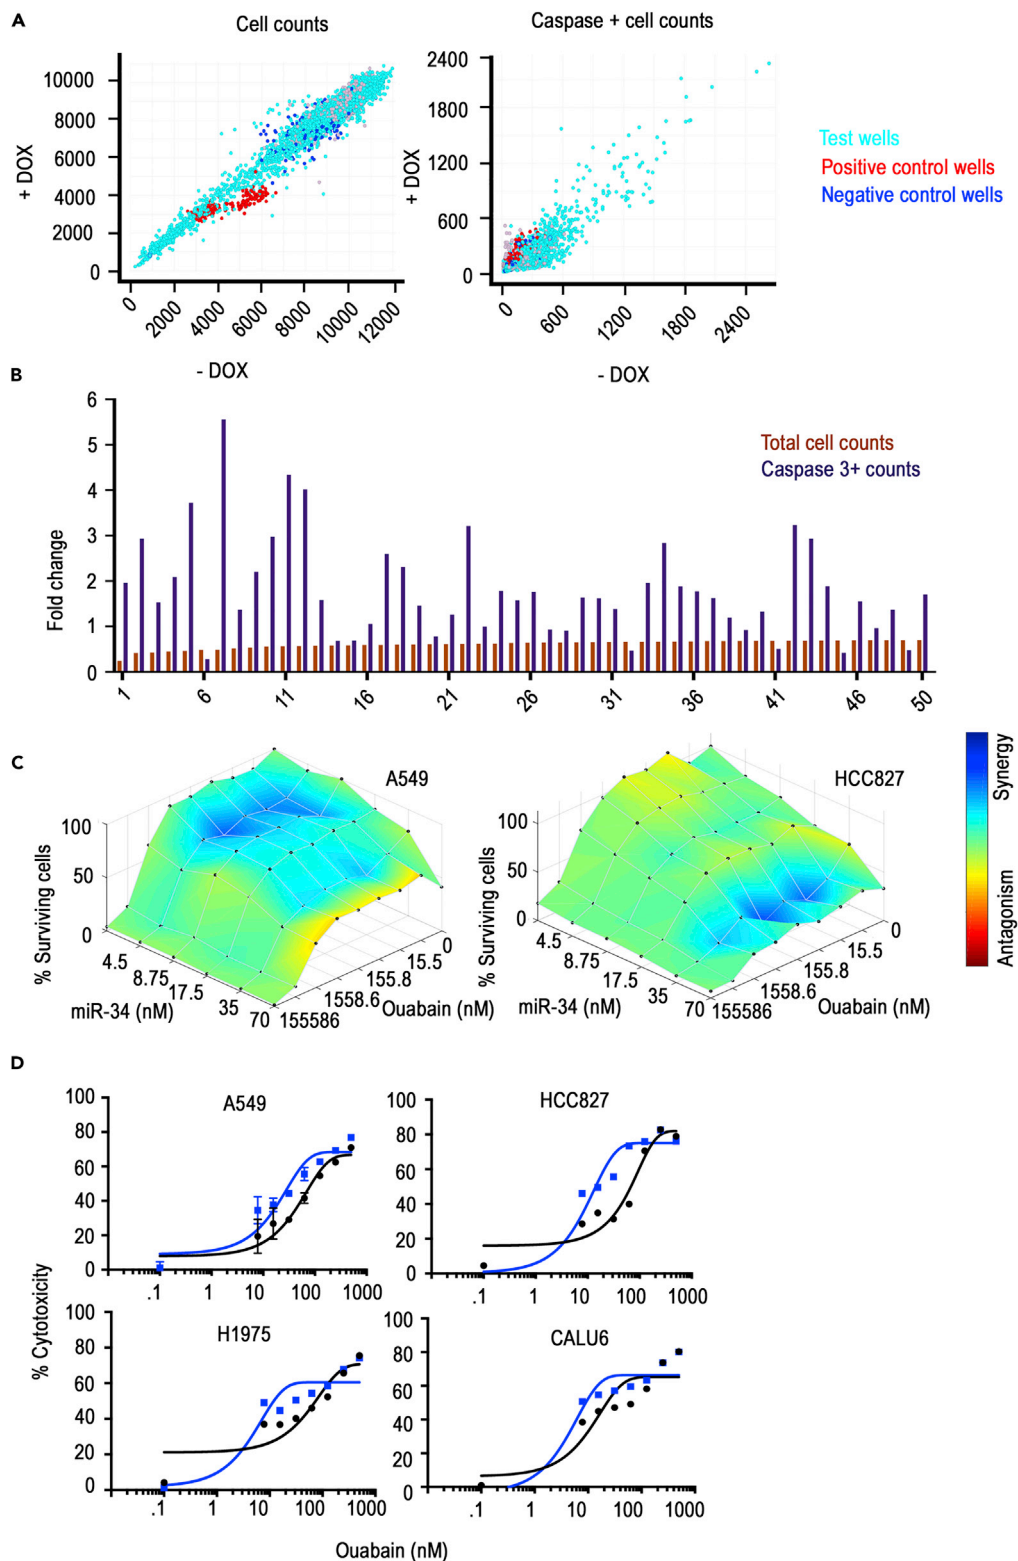 A
Cell counts
Caspase + cell counts
+ DOX
10000
8000
6000
4000
2000
0
0 2000 4000 6000 8000 10000 12000
- DOX
+ DOX
2400
1800
1200
600
0
0 600 1200 1800 2400
- DOX
Test wells
Positive control wells
Negative control wells
B
Fold change
6
5
4
3
2
1
0
1 6 11 16 21 26 31 36 41 46 50
Total cell counts
Caspase 3+ counts
C
A549
% Surviving cells
100
50
0
4.5
8.75
17.5
35
70
miR-34 (nM)
155586
1558.6
155.8
15.5
0
Ouabain (nM)
HCC827
% Surviving cells
100
50
0
4.5
8.75
17.5
35
70
miR-34 (nM)
155586
1558.6
155.8
15.5
0
Ouabain (nM)
Synergy
Antagonism
D
% Cytotoxicity
A549
100
80
60
40
20
0
.1 1 10 100 1000
HCC827
100
80
60
40
20
0
.1 1 10 100 1000
H1975
100
80
60
40
20
0
.1 1 10 100 1000
CALU6
100
80
60
40
20
0
.1 1 10 100 1000
Ouabain (nM)